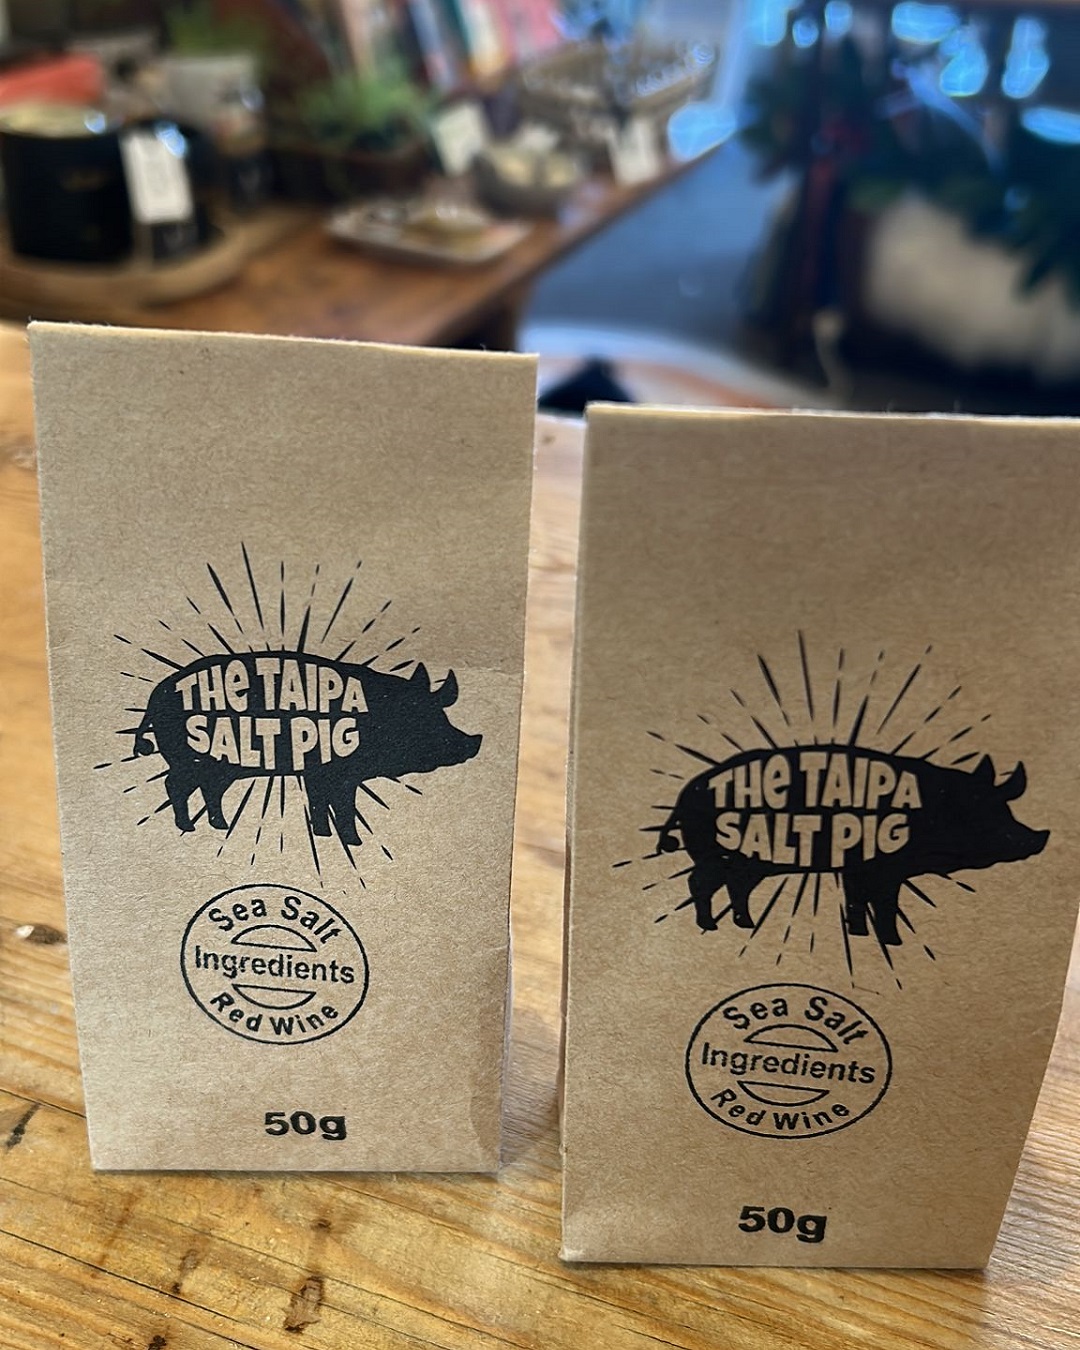 THe TAIPA
SALT PIG
Sea Salt
Ingredients
Red Wine
50g
THe TAIPA
SALT PIG
Sea Salt
Ingredients
Red Wine
50g